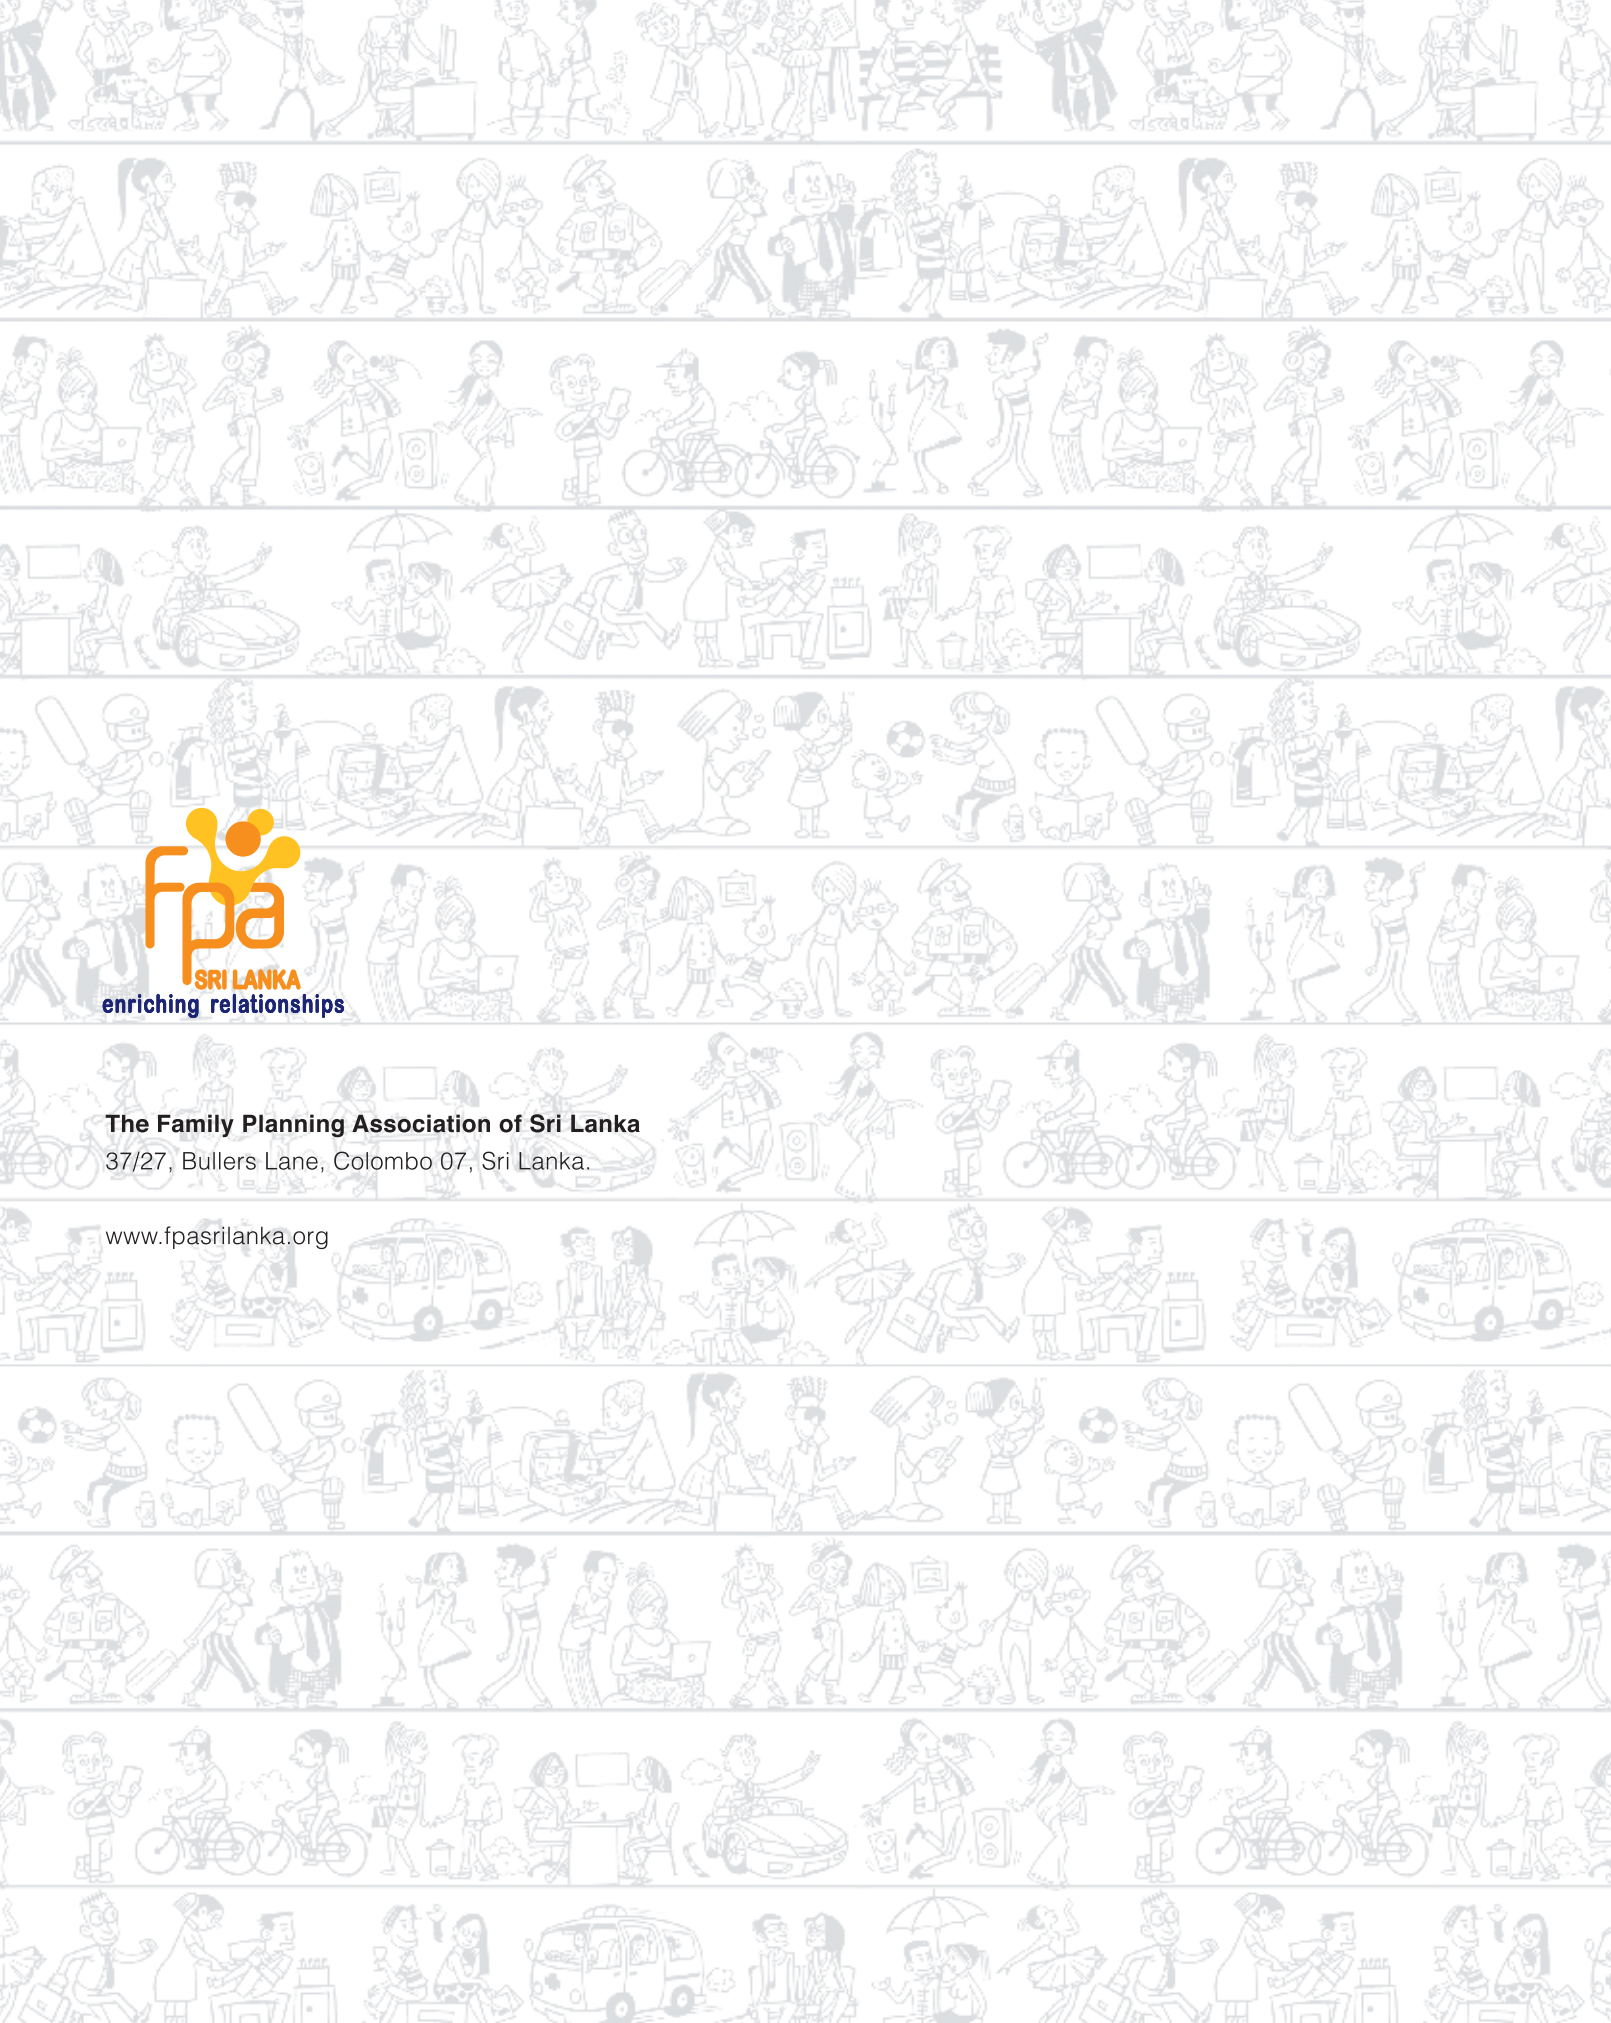 fpa
SRI LANKA
enriching relationships
The Family Planning Association of Sri Lanka
37/27, Bullers Lane, Colombo 07, Sri Lanka.
www.fpasrilanka.org